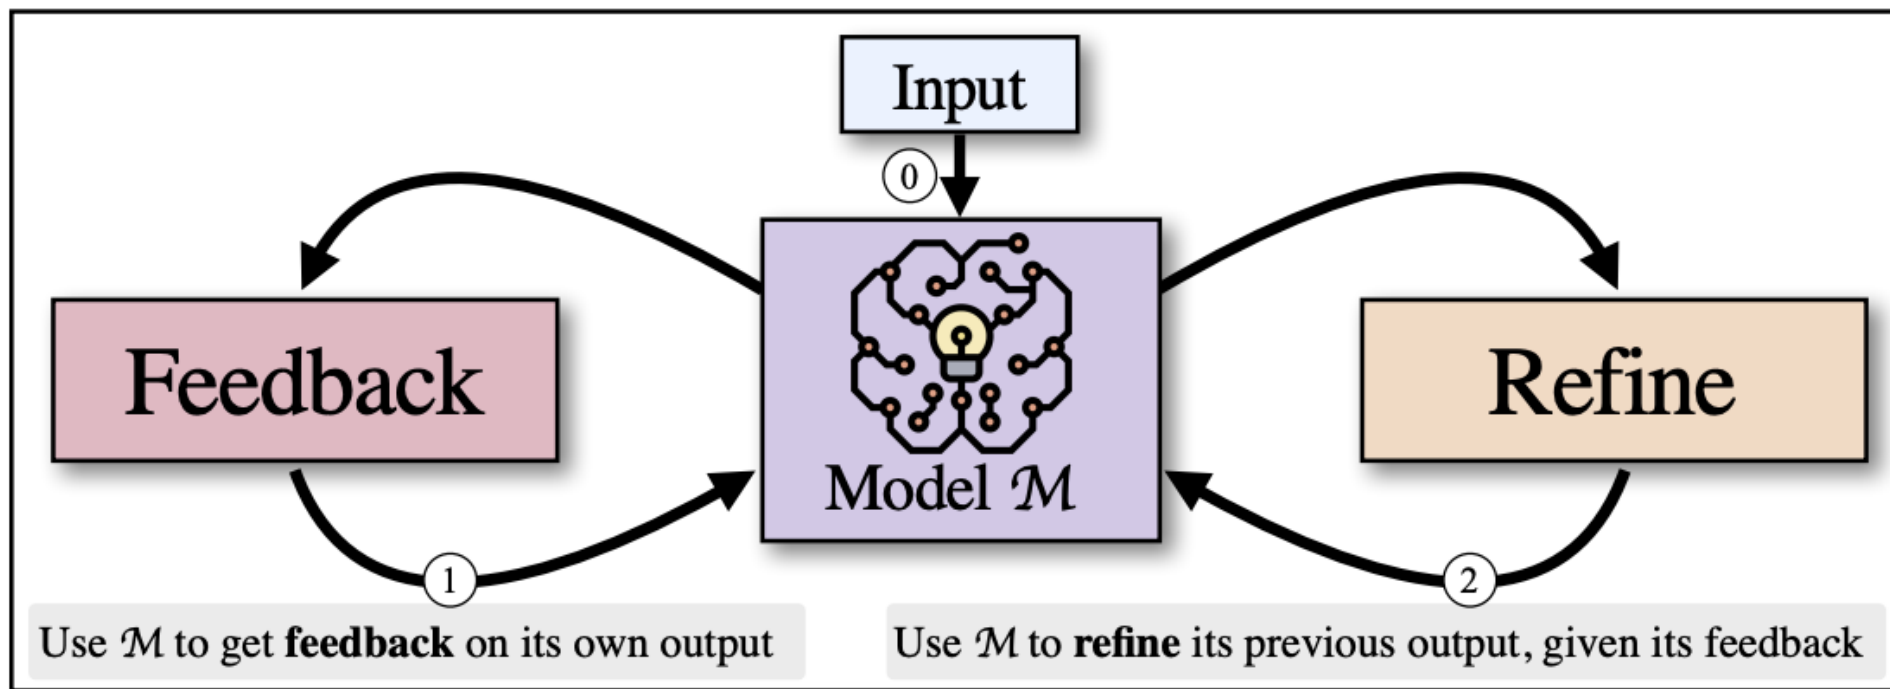 Input
0
Feedback
Refine
Model ℳ
1
2
Use ℳ to get feedback on its own output
Use ℳ to refine its previous output, given its feedback